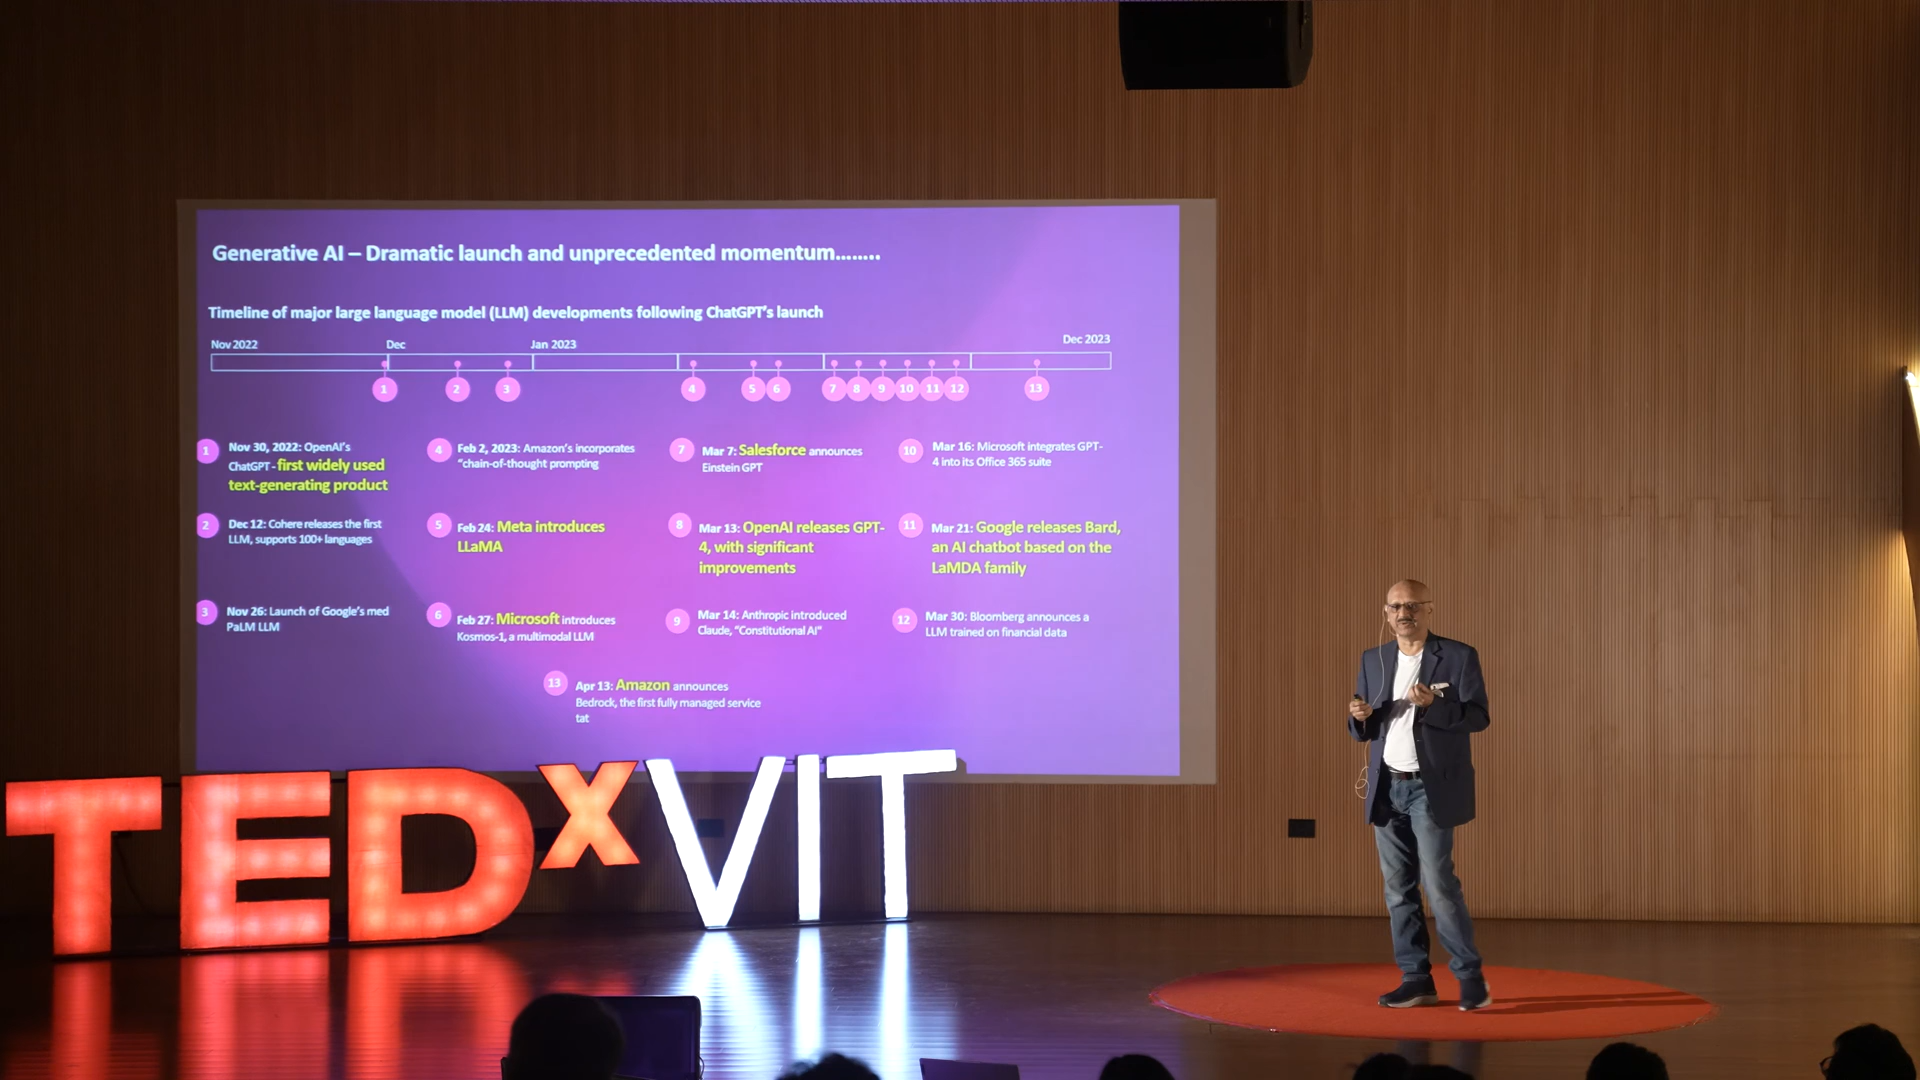 Generative AI – Dramatic launch and unprecedented momentum........
Timeline of major large language model (LLM) developments following ChatGPT's launch
Nov 2022 Dec Jan 2023 Dec 2023
1 2 3 4 5 6 7 8 9 10 11 12 13
1 Nov 30, 2022: OpenAI's
ChatGPT - first widely used
text-generating product
2 Dec 12: Cohere releases the first
LLM, supports 100+ languages
3 Nov 26: Launch of Google's med
PaLM LLM
4 Feb 2, 2023: Amazon's incorporates
"chain-of-thought prompting
5 Feb 24: Meta introduces
LLaMA
6 Feb 27: Microsoft introduces
Kosmos-1, a multimodal LLM
7 Mar 7: Salesforce announces
Einstein GPT
8 Mar 13: OpenAI releases GPT-
4, with significant
improvements
9 Mar 14: Anthropic introduced
Claude, "Constitutional AI"
10 Mar 16: Microsoft integrates GPT-
4 into its Office 365 suite
11 Mar 21: Google releases Bard,
an AI chatbot based on the
LaMDA family
12 Mar 30: Bloomberg announces a
LLM trained on financial data
13 Apr 13: Amazon announces
Bedrock, the first fully managed service
tat
TEDxVIT